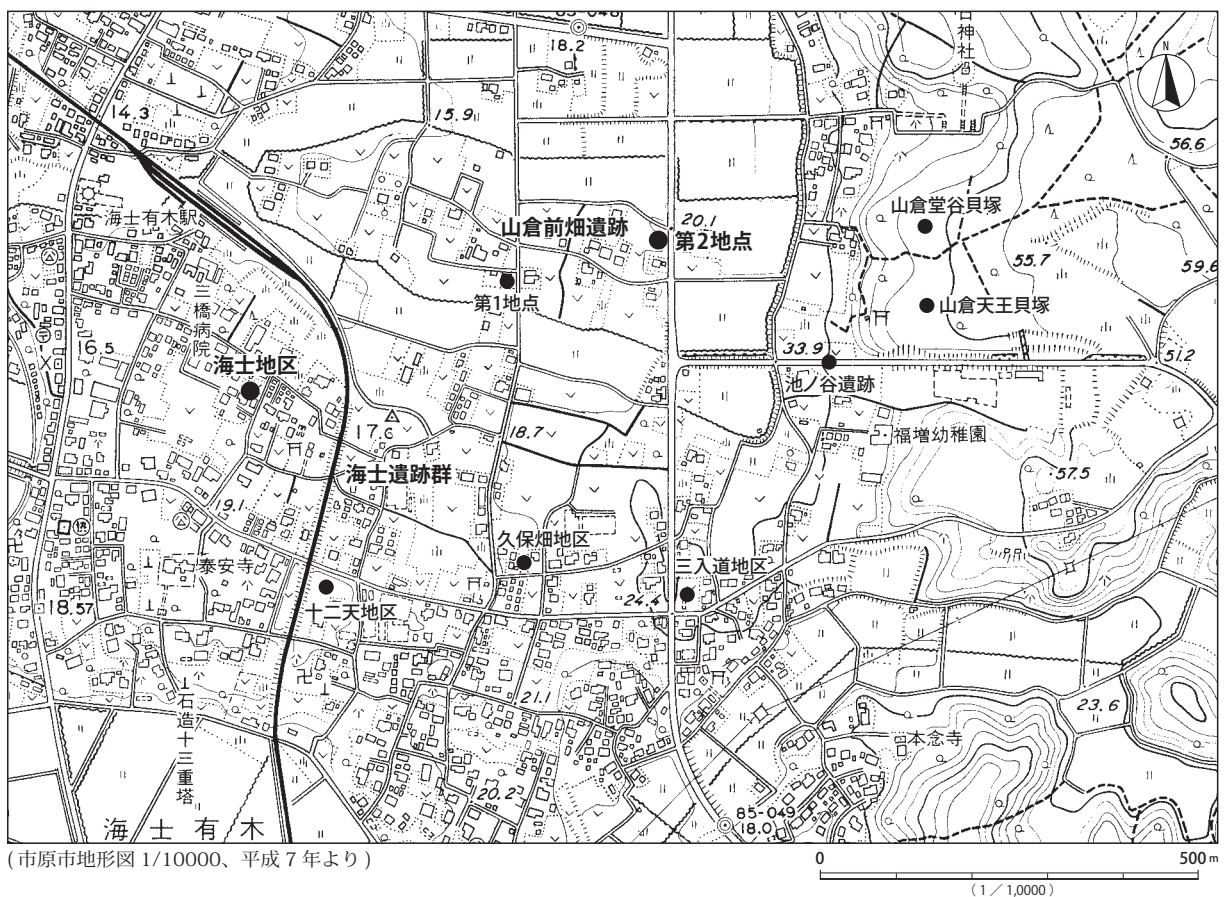 85-048
18.2
神社
N
14.3
15.9
56.6
海士有木駅
山倉前畑遺跡
20.1
第2地点
山倉堂谷貝塚
55.7
59.6
第1地点
山倉天王貝塚
三橋病院
16.5
海士地区
33.9
51.2
池ノ谷遺跡
17.6
18.7
福増幼稚園
海士遺跡群
57.5
19.1
久保畑地区
三入道地区
泰安寺
24.4
18.57
十二天地区
21.1
石造十三重塔
23.6
本念寺
20.2
85-049
18.0
海士有木
(市原市地形図 1/10000、平成 7 年より)
0
500 m
(1/1,0000)